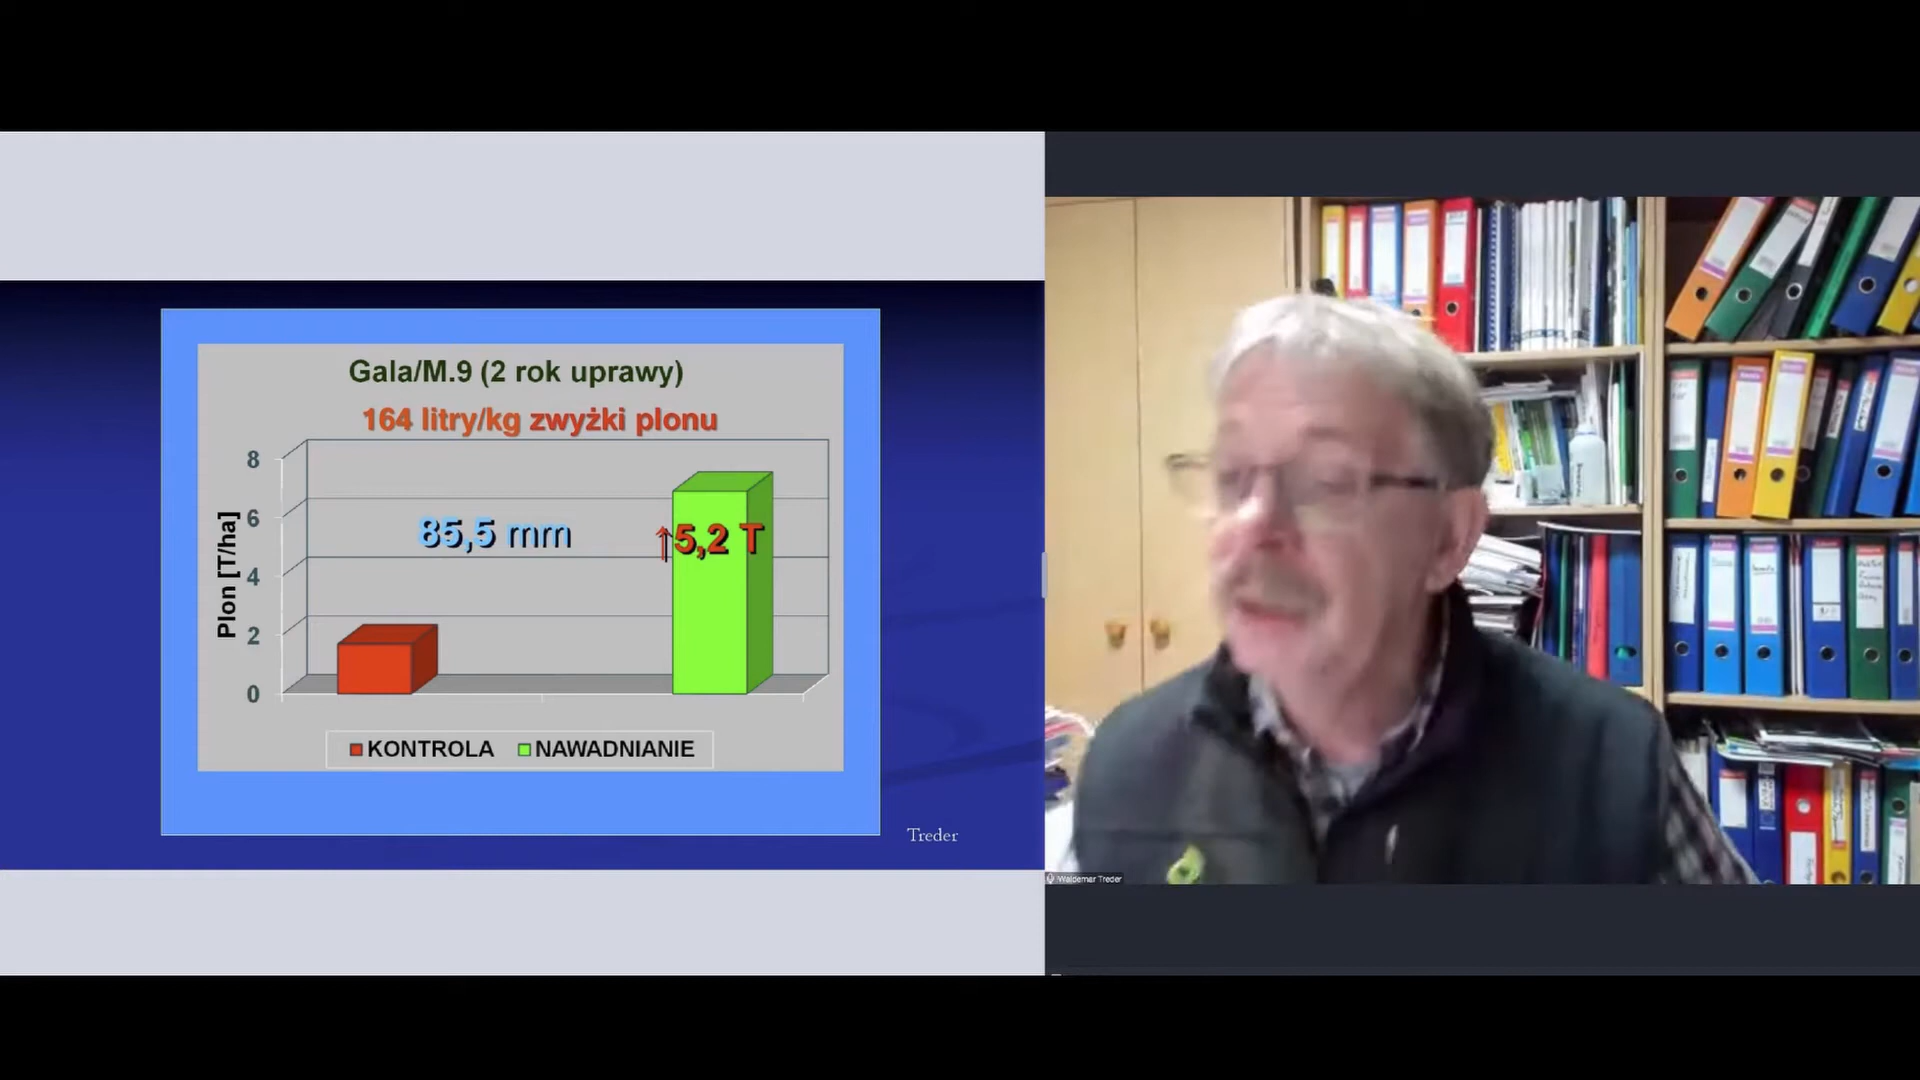 Gala/M.9 (2 rok uprawy)
164 litry/kg zwyżki plonu
Plon [T/ha]
8
6
4
2
0
85,5 mm
↑5,2 T
KONTROLA
NAWADNIANIE
Treder
Waldemar Treder